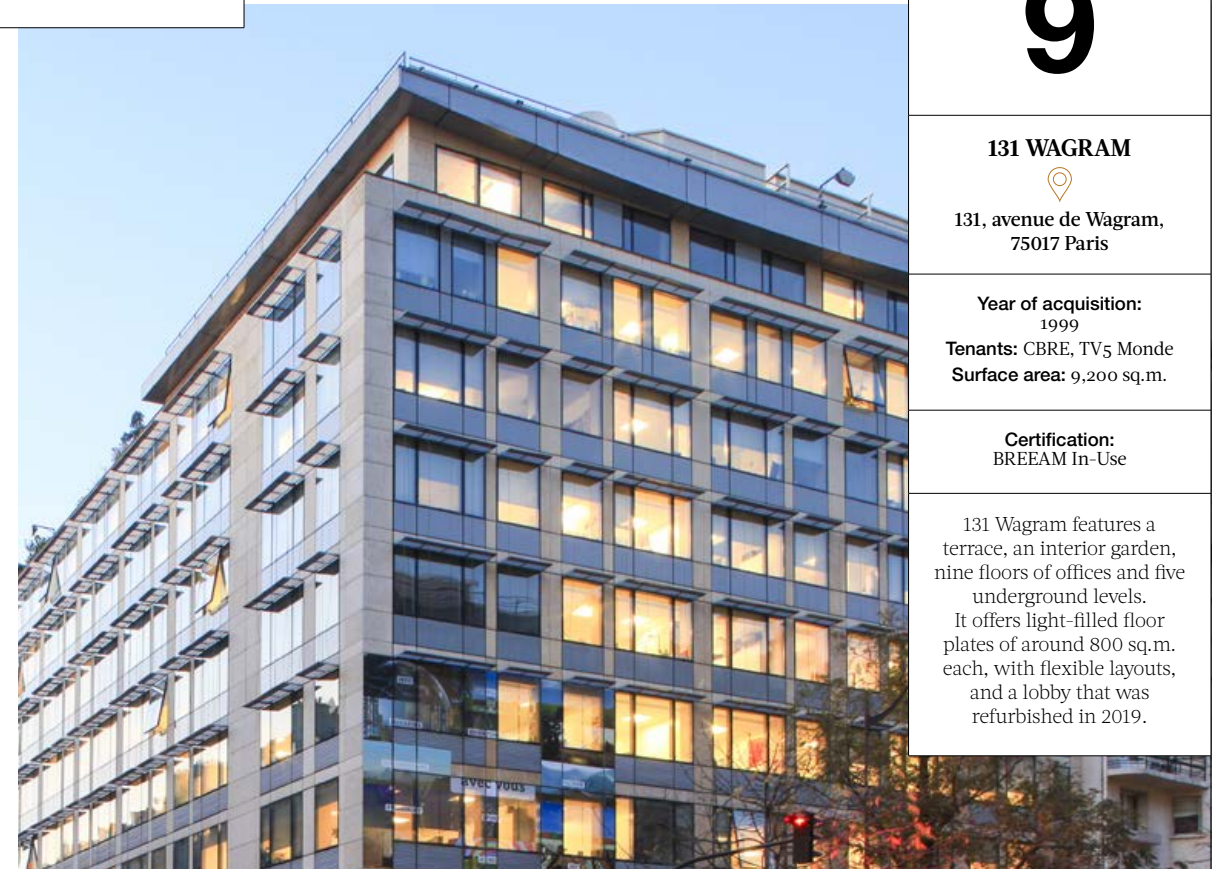 9
131 WAGRAM
131, avenue de Wagram,
75017 Paris
Year of acquisition:
1999
Tenants: CBRE, TV5 Monde
Surface area: 9,200 sq.m.
Certification:
BREEAM In-Use
131 Wagram features a
terrace, an interior garden,
nine floors of offices and five
underground levels.
It offers light-filled floor
plates of around 800 sq.m.
each, with flexible layouts,
and a lobby that was
refurbished in 2019.
avec vous